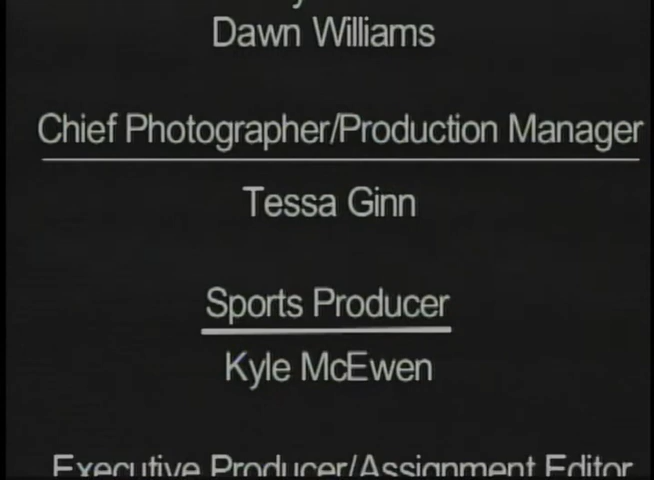 Dawn Williams
Chief Photographer/Production Manager
Tessa Ginn
Sports Producer
Kyle McEwen
Executive Producer/Assignment Editor